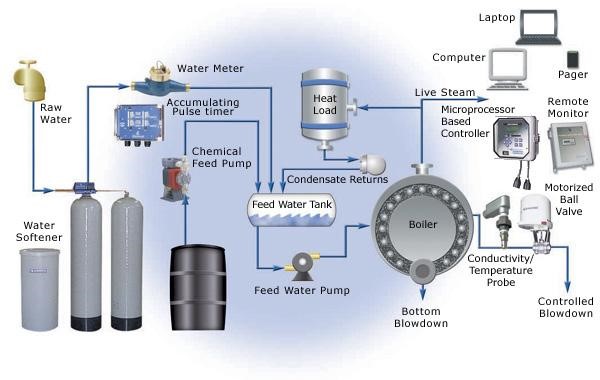 Laptop
Water Meter
Computer
Pager
Heat
Load
Live Steam
Raw
Water
Accumulating
Pulse timer
Microprocessor
Based
Controller
Remote
Monitor
Chemical
Feed Pump
Condensate Returns
Motorized
Ball
Valve
Feed Water Tank
Boiler
Water
Softener
Conductivity/
Temperature
Probe
Feed Water Pump
Bottom
Blowdown
Controlled
Blowdown